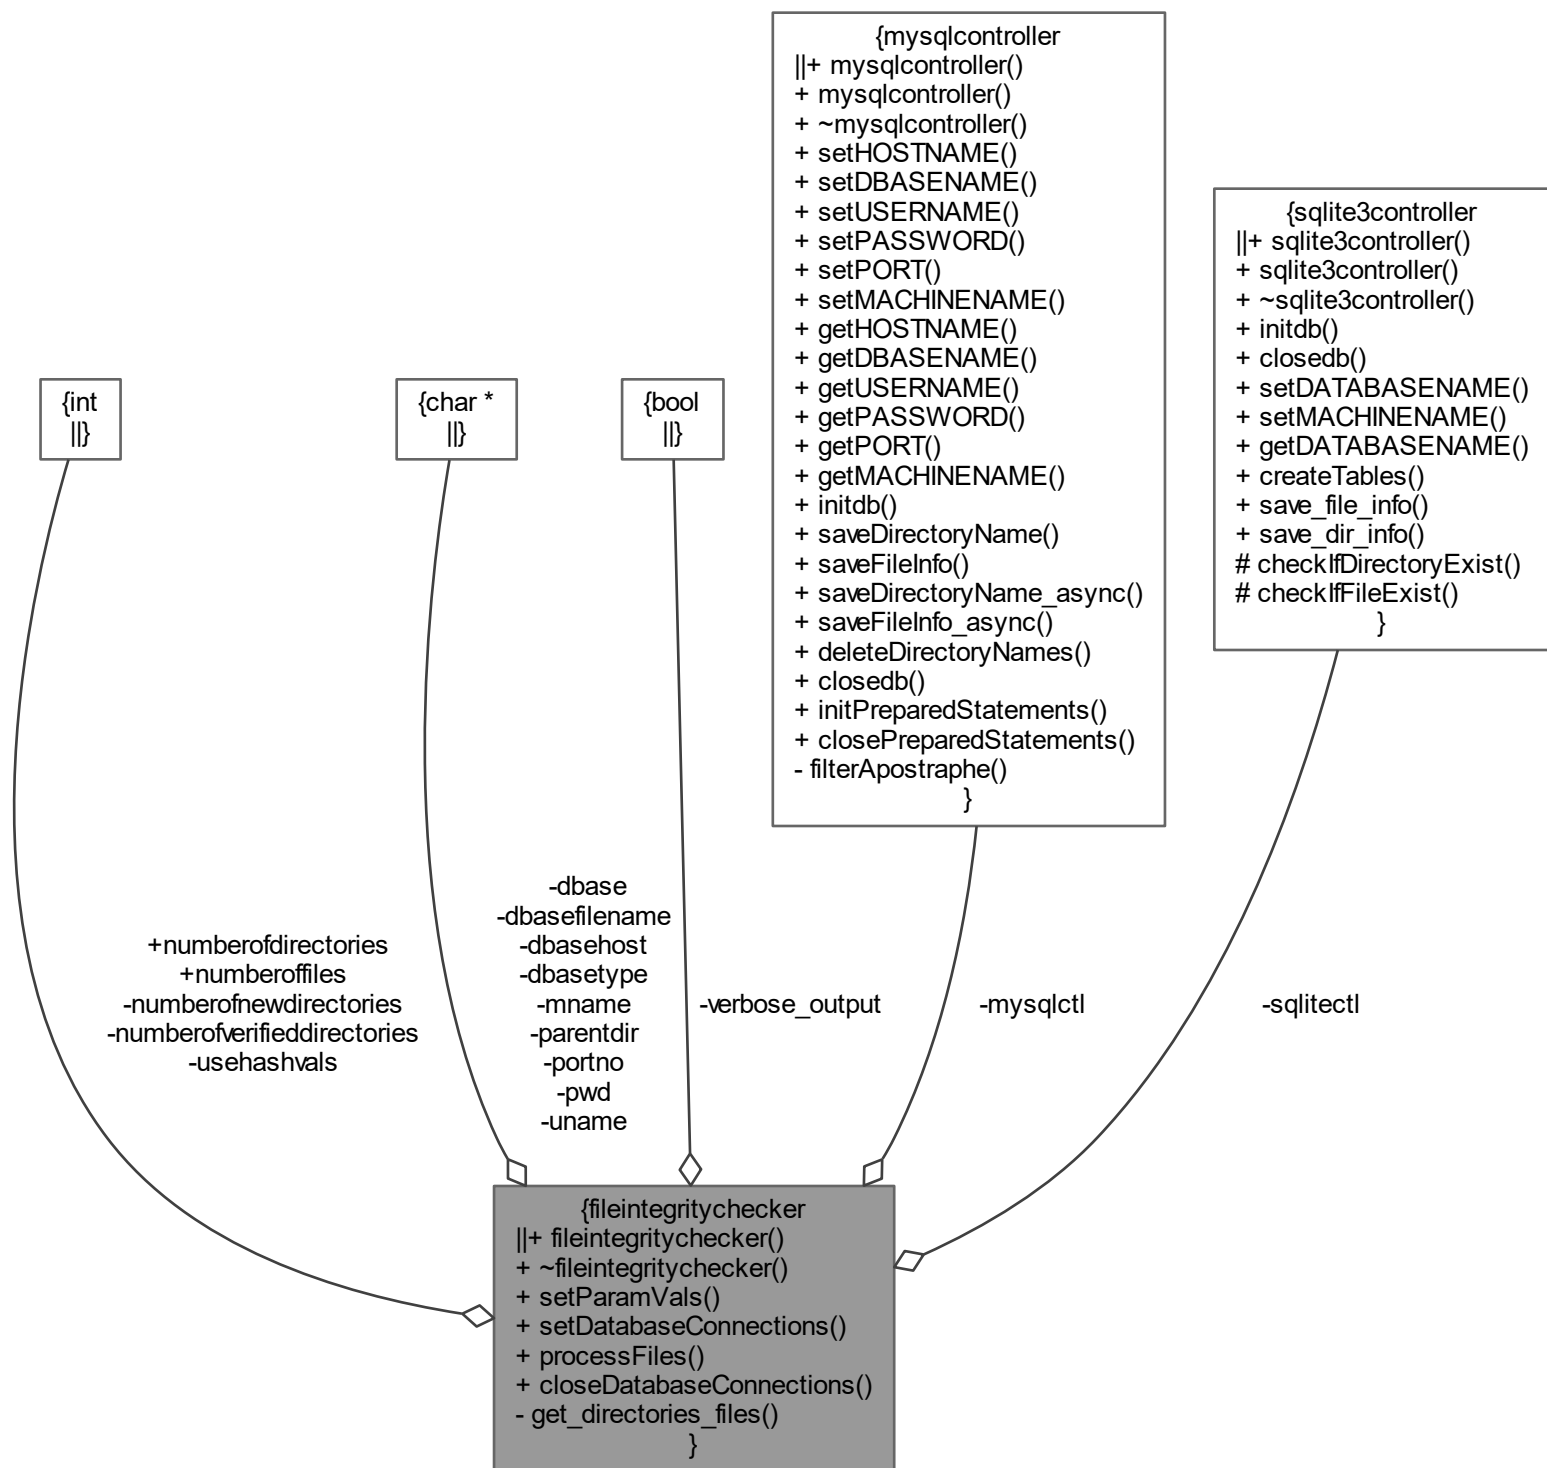 {mysqlcontroller
||+ mysqlcontroller()
+ mysqlcontroller()
+ ~mysqlcontroller()
+ setHOSTNAME()
+ setDBASENAME()
+ setUSERNAME()
+ setPASSWORD()
+ setPORT()
+ setMACHINENAME()
+ getHOSTNAME()
+ getDBASENAME()
+ getUSERNAME()
+ getPASSWORD()
+ getPORT()
+ getMACHINENAME()
+ initdb()
+ saveDirectoryName()
+ saveFileInfo()
+ saveDirectoryName_async()
+ saveFileInfo_async()
+ deleteDirectoryNames()
+ closedb()
+ initPreparedStatements()
+ closePreparedStatements()
- filterApostraphe()
}
{sqlite3controller
||+ sqlite3controller()
+ sqlite3controller()
+ ~sqlite3controller()
+ initdb()
+ closedb()
+ setDATABASENAME()
+ setMACHINENAME()
+ getDATABASENAME()
+ createTables()
+ save_file_info()
+ save_dir_info()
# checkIfDirectoryExist()
# checkIfFileExist()
}
{int
||}
{char *
||}
{bool
||}
+numberofdirectories
+numberoffiles
-numberofnewdirectories
-numberofverifieddirectories
-usehashvals
-dbase
-dbasefilename
-dbasehost
-dbasetype
-mname
-parentdir
-portno
-pwd
-uname
-verbose_output
-mysqlctl
-sqlitectl
{fileintegritychecker
||+ fileintegritychecker()
+ ~fileintegritychecker()
+ setParamVals()
+ setDatabaseConnections()
+ processFiles()
+ closeDatabaseConnections()
- get_directories_files()
}